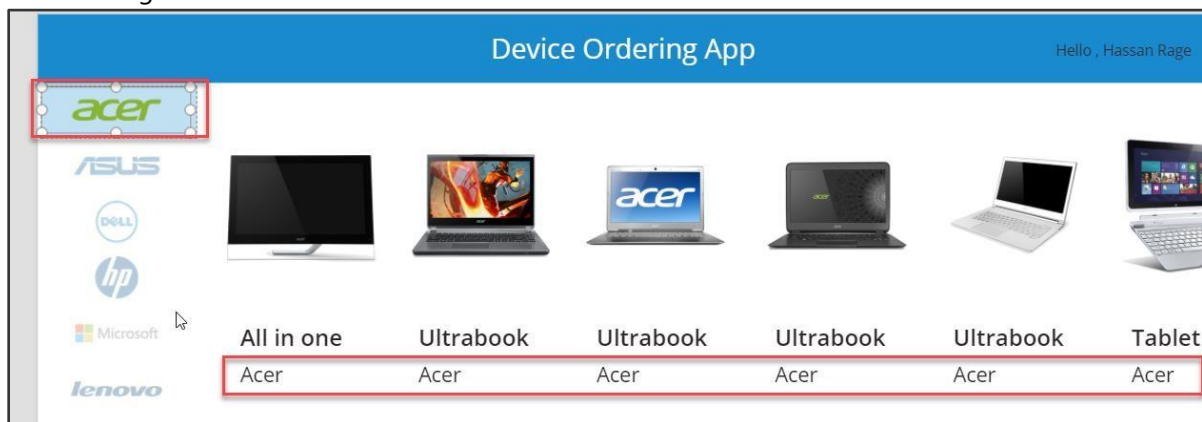 Device Ordering App
Hello , Hassan Rage
acer
ASUS
DELL
hp
Microsoft
lenovo
acer
All in one Ultrabook Ultrabook Ultrabook Ultrabook Tablet
Acer Acer Acer Acer Acer Acer